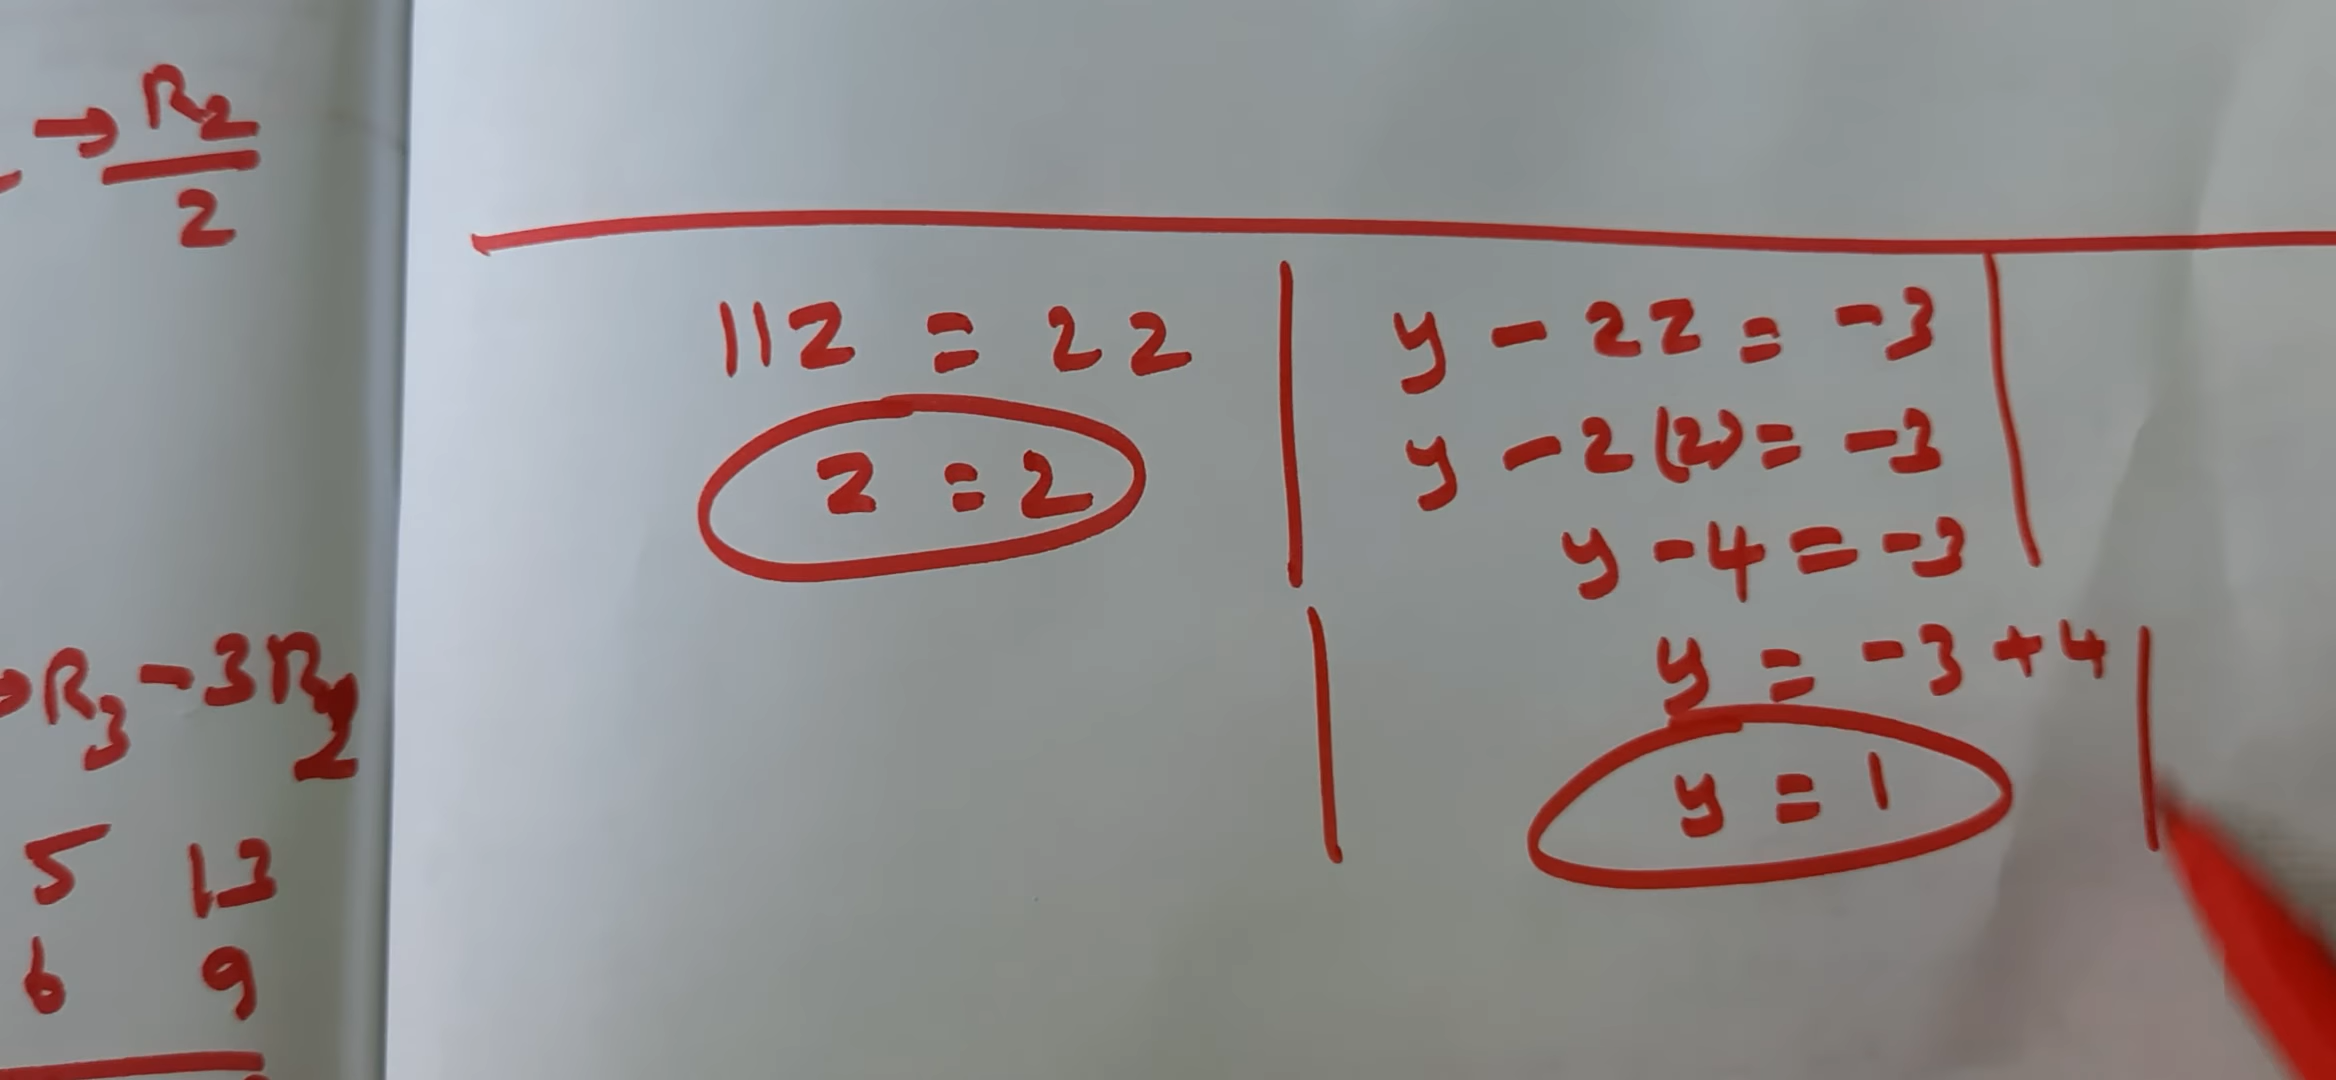 → R2
2
→ R3 - 3R2
5 13
6 9
11z = 22
z = 2
y - 2z = -3
y - 2(2) = -3
y - 4 = -3
y = -3 + 4
y = 1